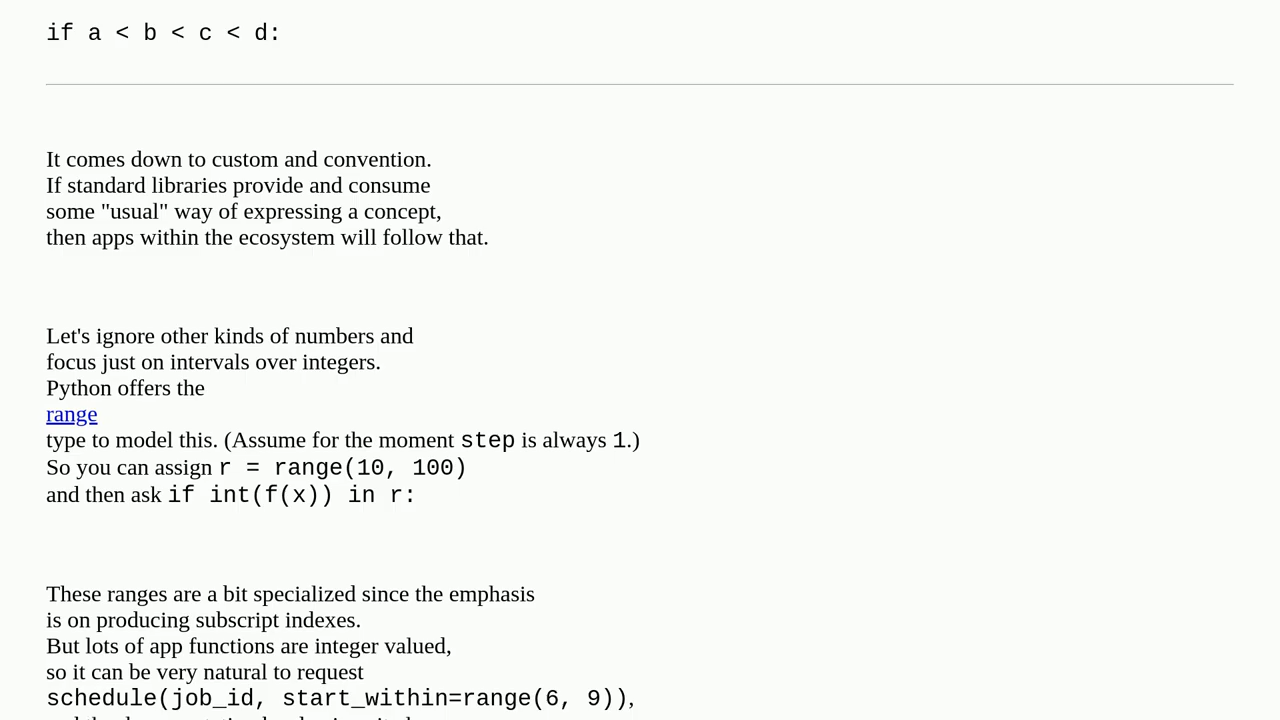 if a < b < c < d:
It comes down to custom and convention.
If standard libraries provide and consume
some "usual" way of expressing a concept,
then apps within the ecosystem will follow that.
Let's ignore other kinds of numbers and
focus just on intervals over integers.
Python offers the
range
type to model this. (Assume for the moment step is always 1.)
So you can assign r = range(10, 100)
and then ask if int(f(x)) in r:
These ranges are a bit specialized since the emphasis
is on producing subscript indexes.
But lots of app functions are integer valued,
so it can be very natural to request
schedule(job_id, start_within=range(6, 9)),